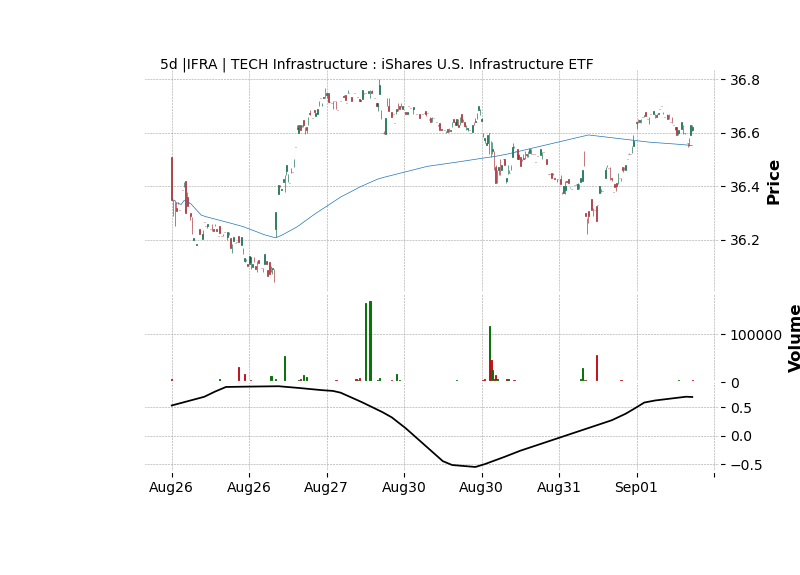 5d |IFRA | TECH Infrastructure : iShares U.S. Infrastructure ETF
36.8
36.6
36.4
36.2
Price
100000
0
Volume
0.5
0.0
−0.5
Aug26 Aug26 Aug27 Aug30 Aug30 Aug31 Sep01